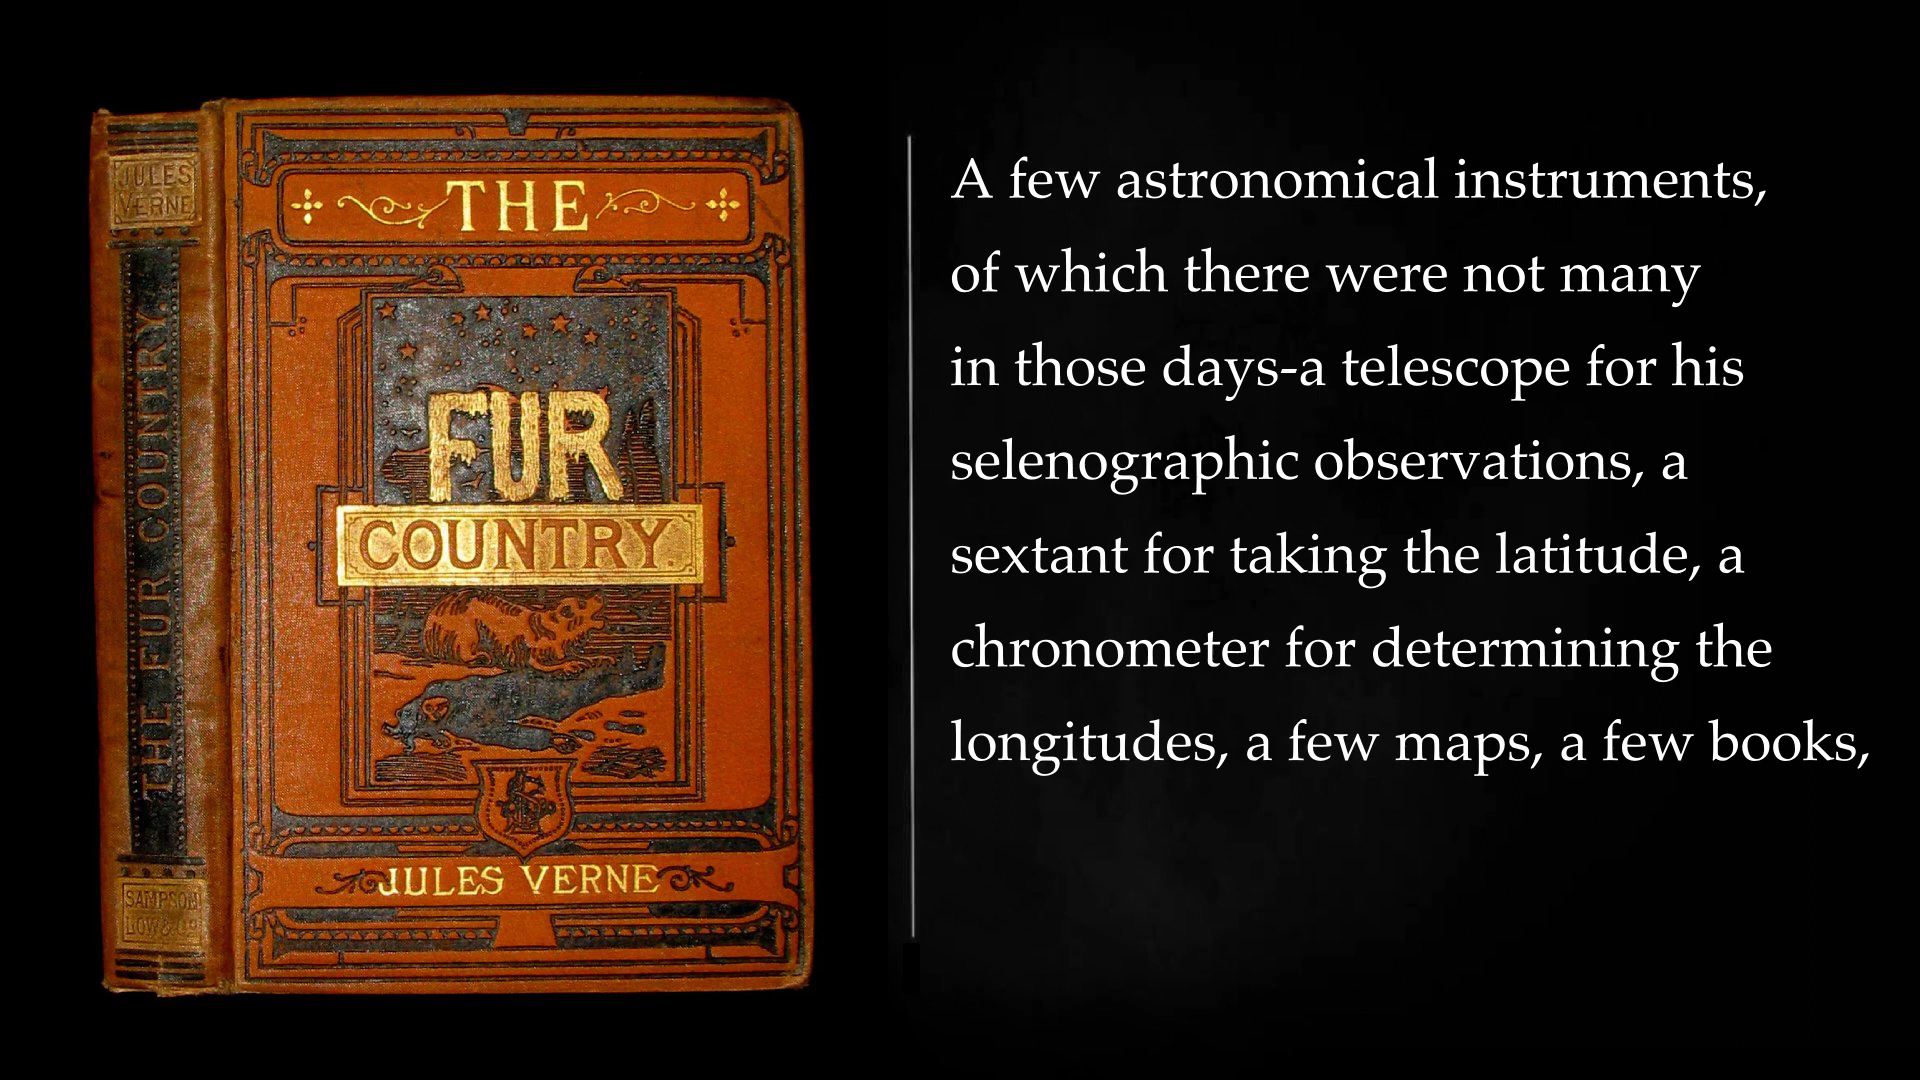 JULES
VERNE
THE FUR COUNTRY.
SAMPSON
LOW & Co
THE
FUR
COUNTRY.
JULES VERNE
A few astronomical instruments,
of which there were not many
in those days-a telescope for his
selenographic observations, a
sextant for taking the latitude, a
chronometer for determining the
longitudes, a few maps, a few books,